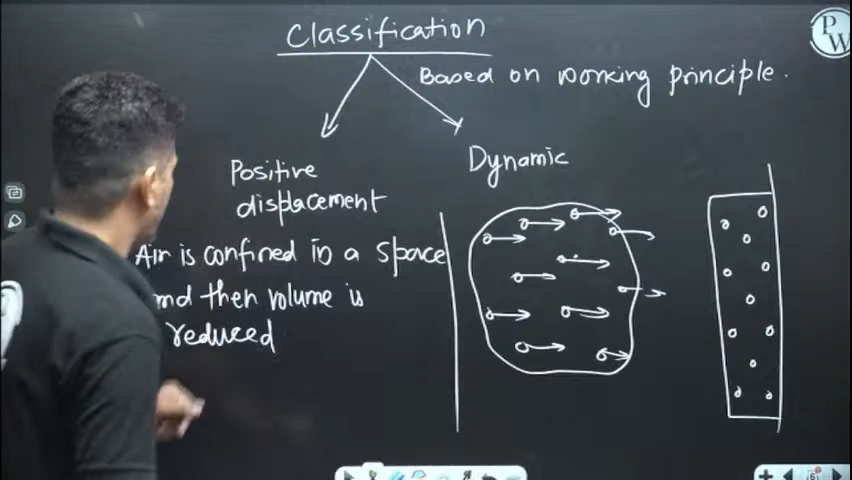 Classification
Based on working principle.
Positive
displacement
Dynamic
Air is confined in a space
and then volume is
reduced
P
W